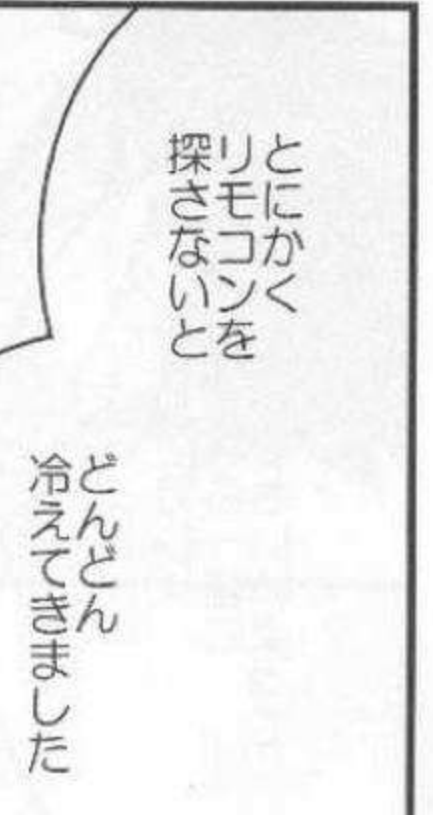 とにかく
リモコンを
探さないと
どんどん
冷えてきました